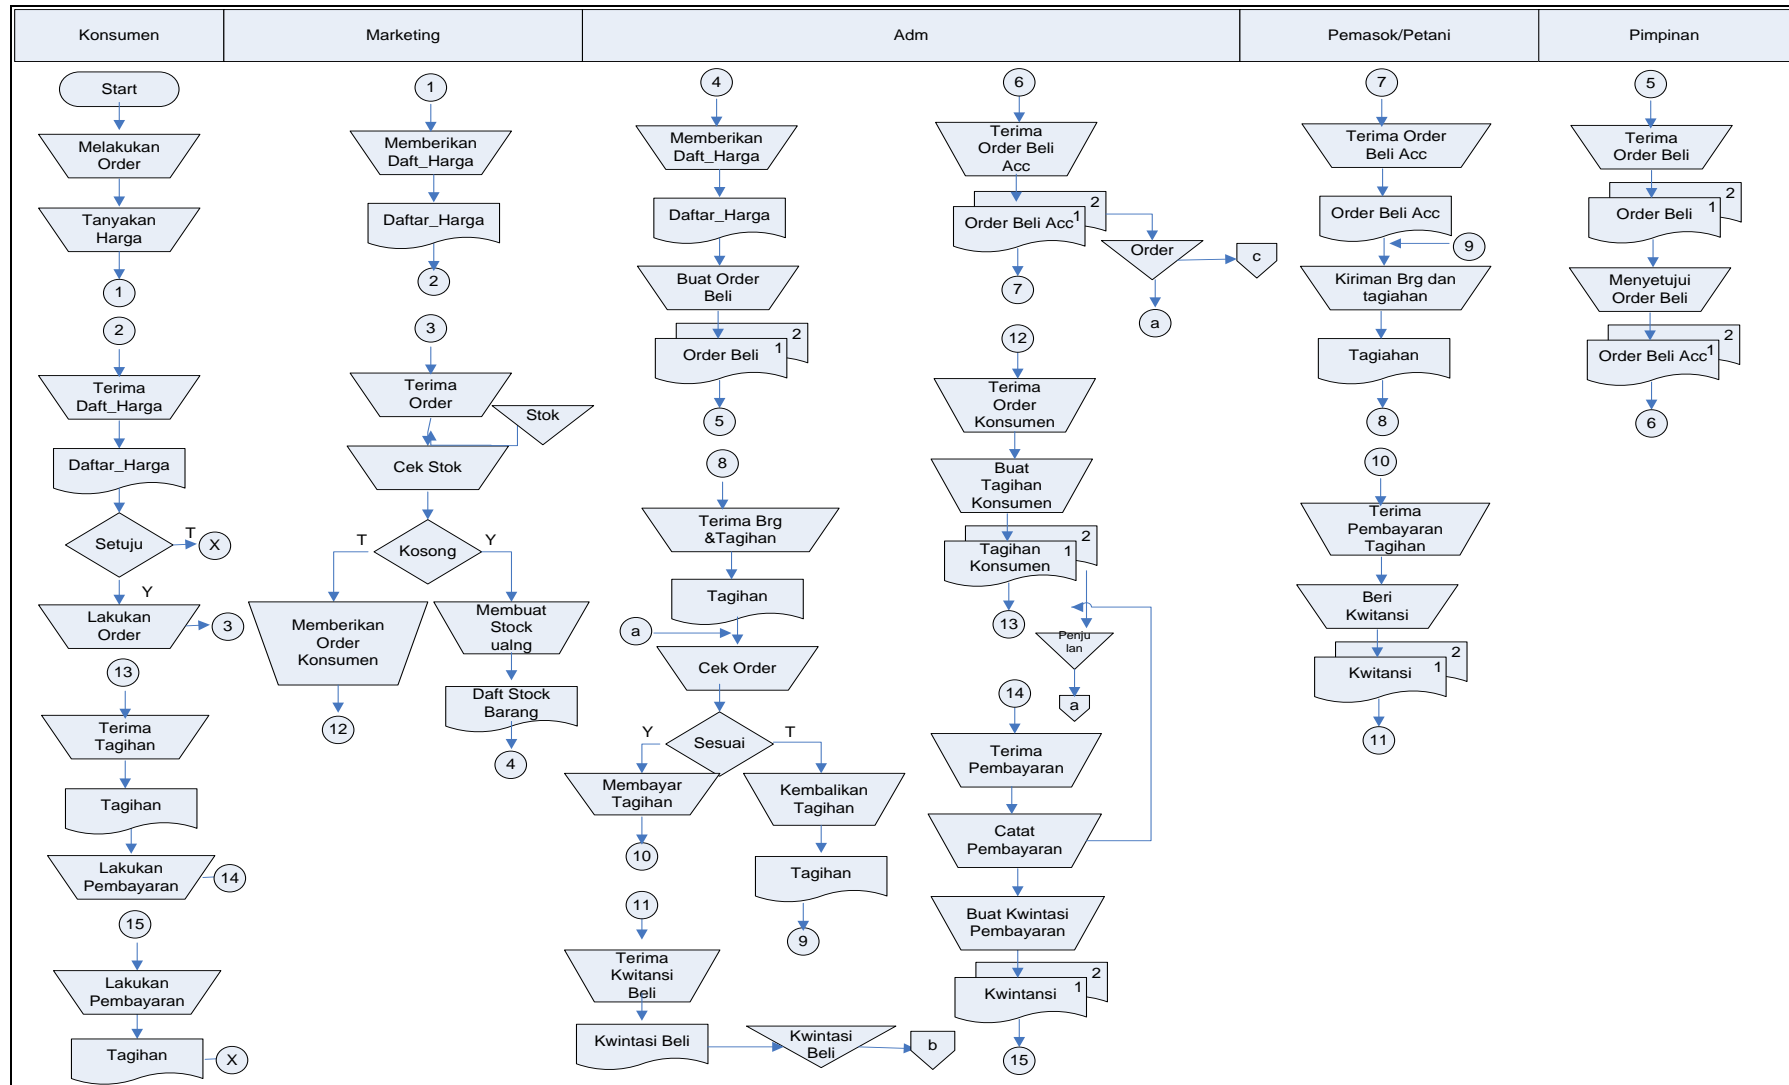 Konsumen
Marketing
Adm
Pemasok/Petani
Pimpinan
Start
Melakukan
Order
Tanyakan
Harga
1
2
Terima
Daft_Harga
Daftar_Harga
Setuju
T
X
Y
Lakukan
Order
3
13
Terima
Tagihan
Tagihan
Lakukan
Pembayaran
14
15
Lakukan
Pembayaran
Tagihan
X
1
Memberikan
Daft_Harga
Daftar_Harga
2
3
Terima
Order
Stok
Cek Stok
T
Kosong
Y
Memberikan
Order
Konsumen
12
Membuat
Stock
ualng
Daft Stock
Barang
4
4
Memberikan
Daft_Harga
Daftar_Harga
Buat Order
Beli
2
Order Beli
1
5
8
Terima Brg
&Tagihan
Tagihan
a
Cek Order
Y
Sesuai
T
Membayar
Tagihan
10
Kembalikan
Tagihan
Tagihan
9
11
Terima
Kwitansi
Beli
Kwintasi Beli
Kwintasi
Beli
b
6
Terima
Order Beli
Acc
2
Order Beli Acc
1
7
Order
c
a
12
Terima
Order
Konsumen
Buat
Tagihan
Konsumen
2
Tagihan
Konsumen
1
13
Penju
lan
a
14
Terima
Pembayaran
Catat
Pembayaran
Buat Kwintasi
Pembayaran
2
Kwintansi
1
15
7
Terima Order
Beli Acc
Order Beli Acc
9
Kiriman Brg dan
tagiahan
Tagiahan
8
10
Terima
Pembayaran
Tagihan
Beri
Kwitansi
2
Kwitansi
1
11
5
Terima
Order Beli
2
Order Beli
1
Menyetujui
Order Beli
2
Order Beli Acc
1
6